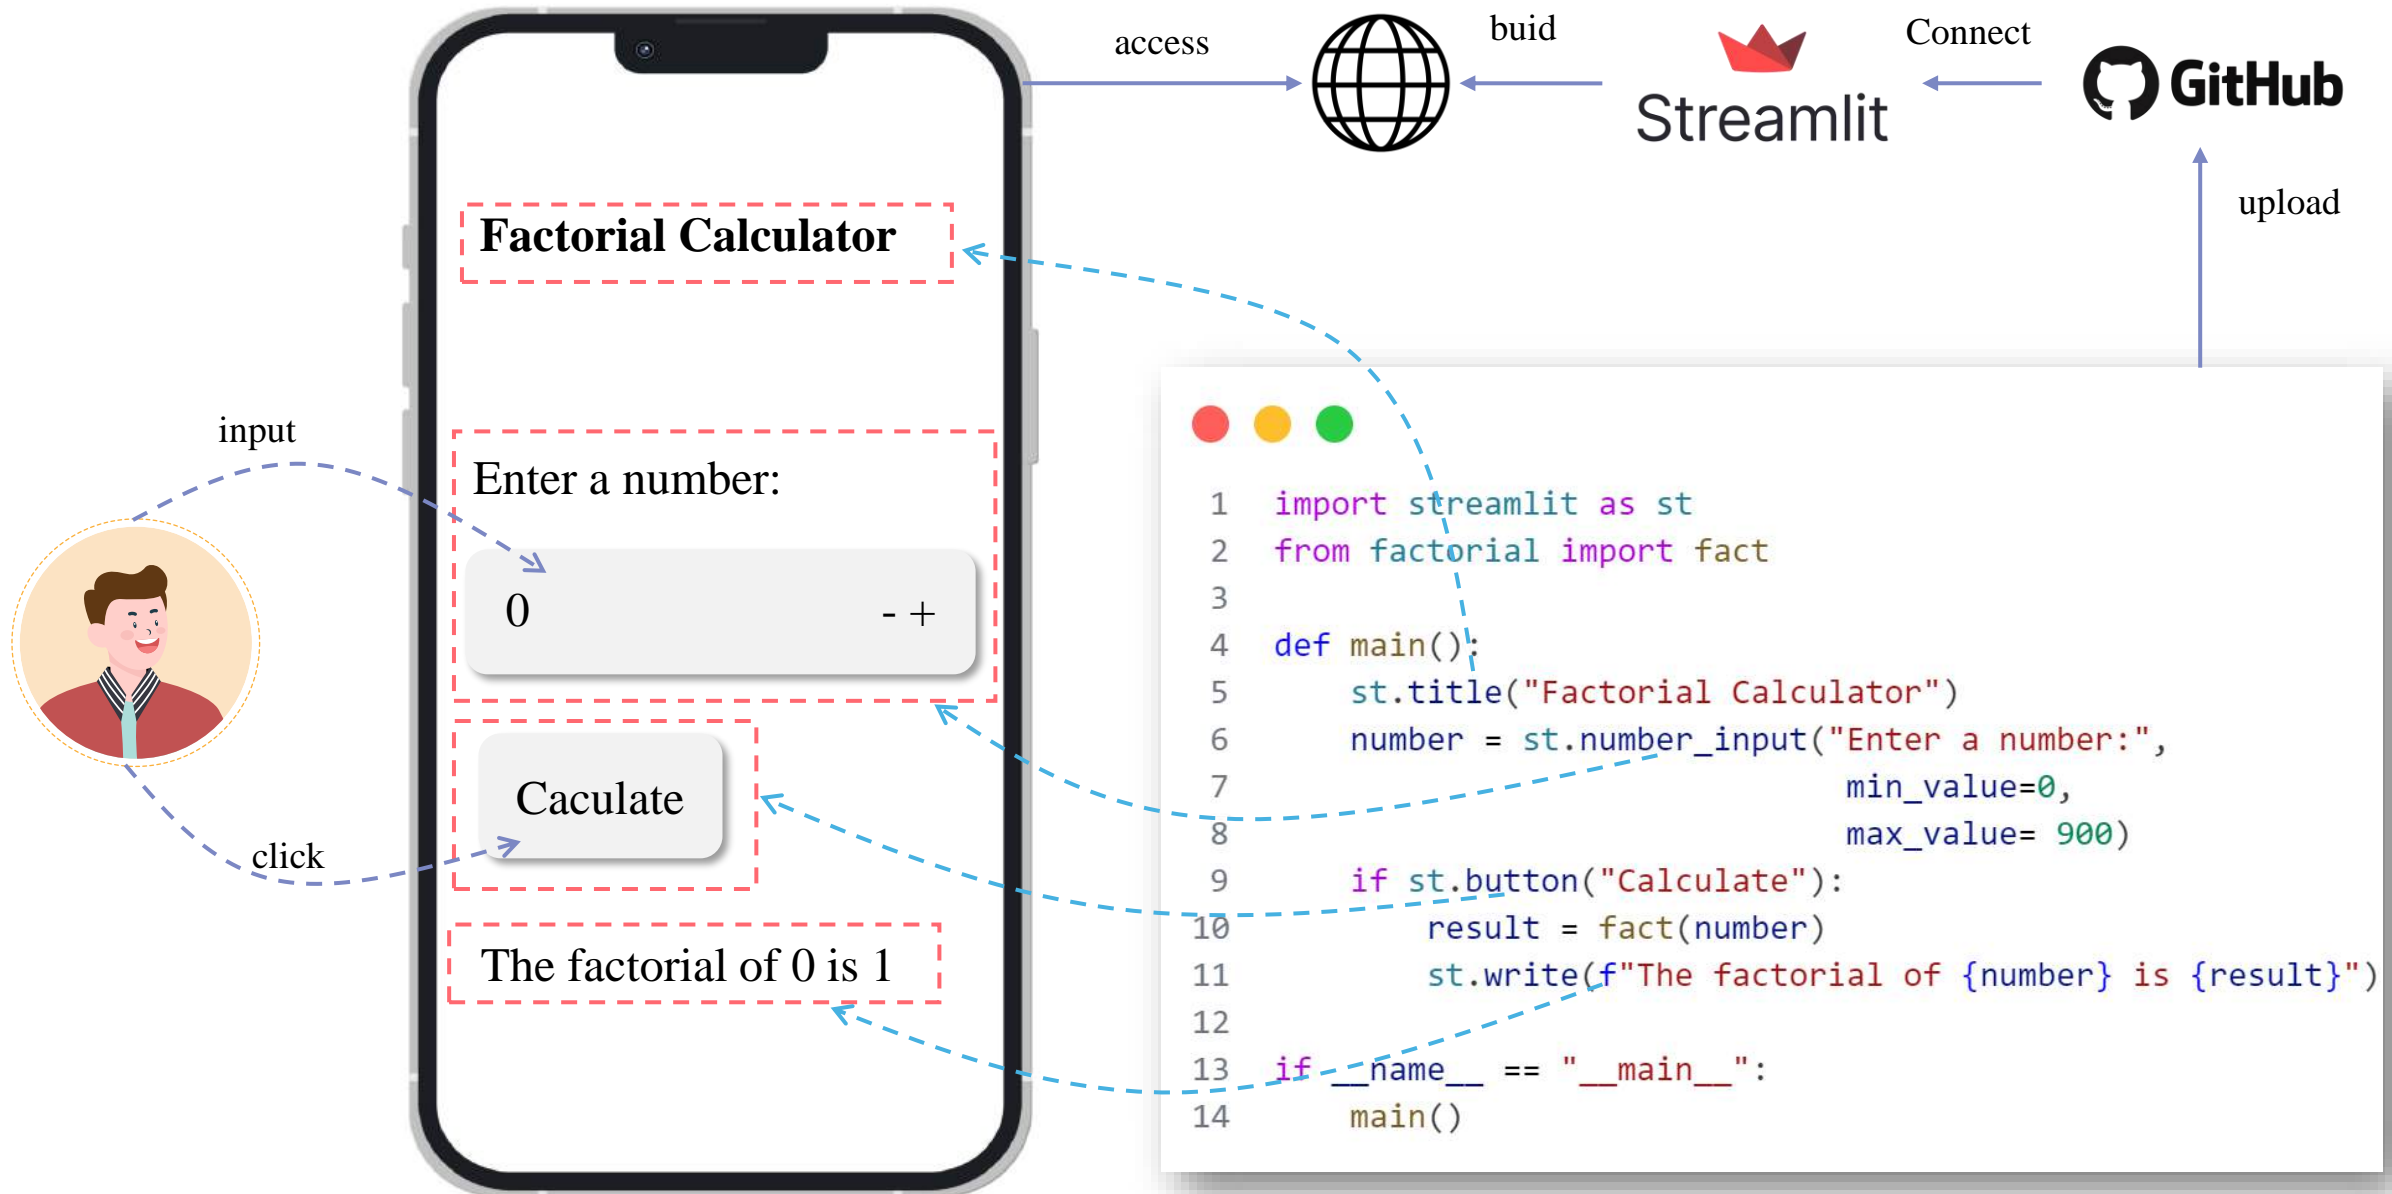 access
buid
Connect
Streamlit
GitHub
upload
Factorial Calculator
input
Enter a number:
0 - +
Caculate
click
The factorial of 0 is 1
1 import streamlit as st
2 from factorial import fact
3
4 def main():
5 st.title("Factorial Calculator")
6 number = st.number_input("Enter a number:",
7 min_value=0,
8 max_value= 900)
9 if st.button("Calculate"):
10 result = fact(number)
11 st.write(f"The factorial of {number} is {result}")
12
13 if __name__ == "__main__":
14 main()